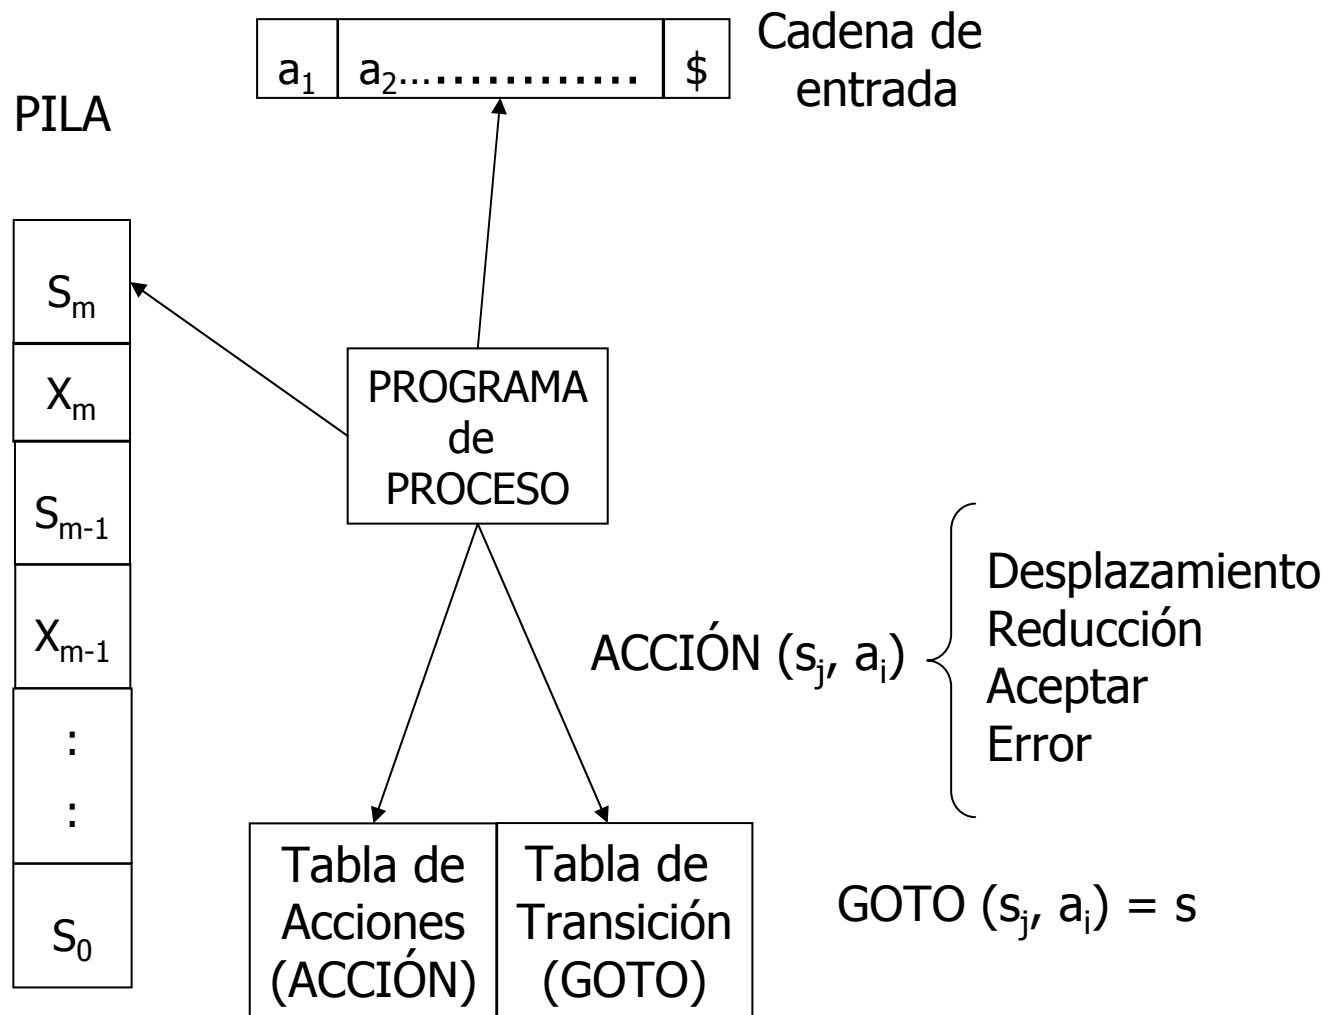 Cadena de
entrada
a1 a2...………… $
PILA
Sm
Xm
Sm-1
Xm-1
:
:
S0
PROGRAMA
de
PROCESO
ACCIÓN (sj, ai)
Desplazamiento
Reducción
Aceptar
Error
Tabla de
Acciones
(ACCIÓN)
Tabla de
Transición
(GOTO)
GOTO (sj, ai) = s